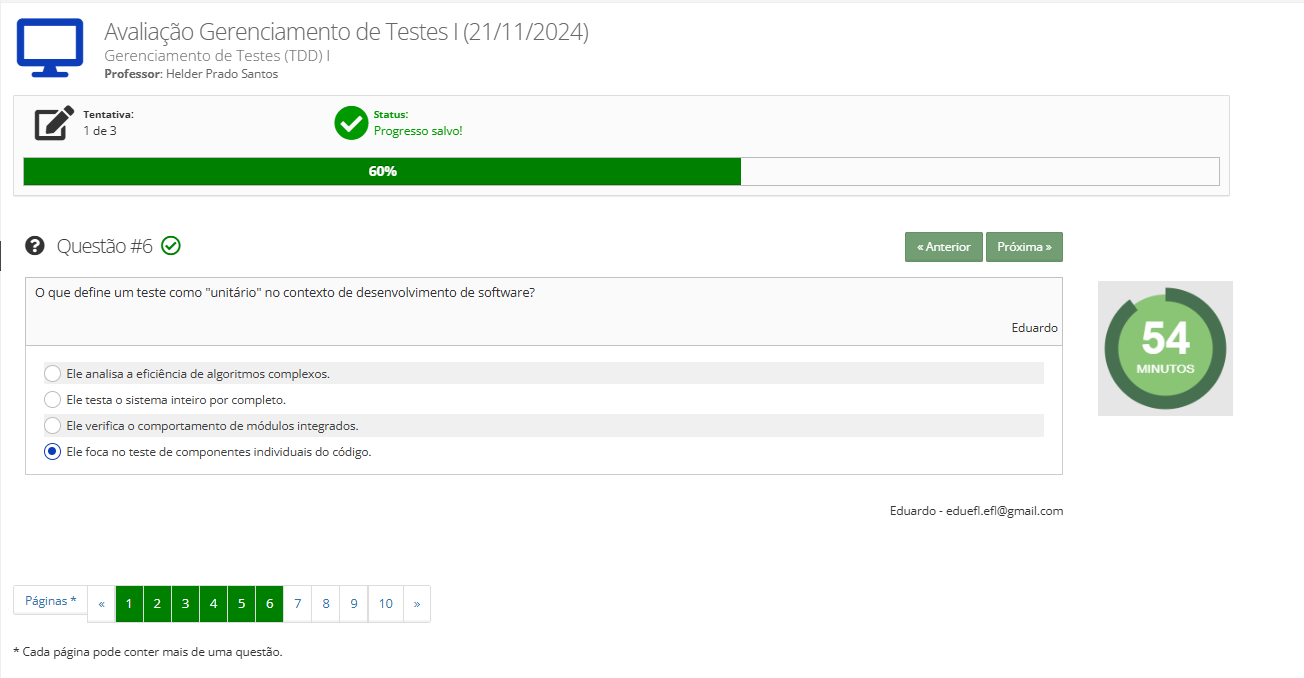 Avaliação Gerenciamento de Testes I (21/11/2024)
Gerenciamento de Testes (TDD) I
Professor: Helder Prado Santos
Tentativa:
1 de 3
Status:
Progresso salvo!
60%
Questão #6
« Anterior
Próxima »
O que define um teste como "unitário" no contexto de desenvolvimento de software?
Eduardo
54
MINUTOS
Ele analisa a eficiência de algoritmos complexos.
Ele testa o sistema inteiro por completo.
Ele verifica o comportamento de módulos integrados.
Ele foca no teste de componentes individuais do código.
Eduardo - eduefl.efl@gmail.com
Páginas * « 1 2 3 4 5 6 7 8 9 10 »
* Cada página pode conter mais de uma questão.